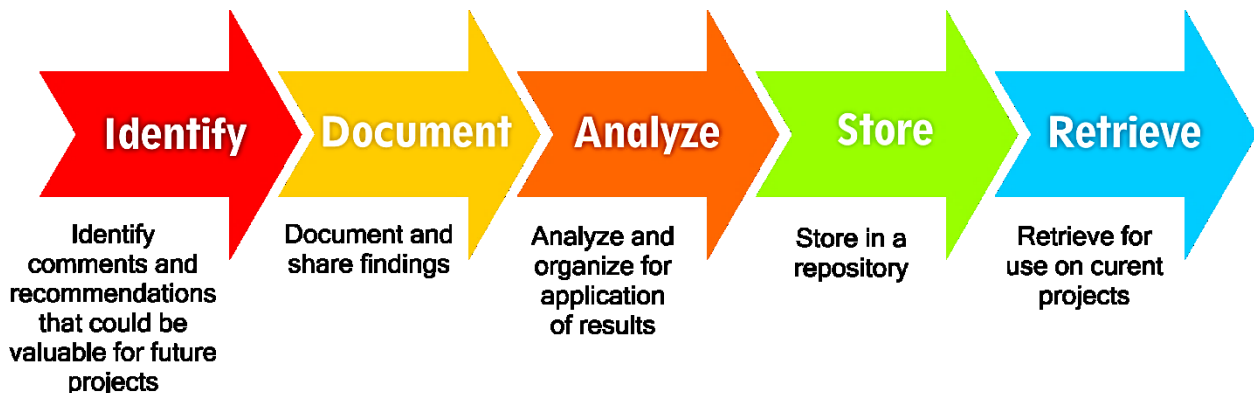 Identify
Document
Analyze
Store
Retrieve
Identify
comments and
recommendations
that could be
valuable for future
projects
Document and
share findings
Analyze and
organize for
application
of results
Store in a
repository
Retrieve for
use on curent
projects